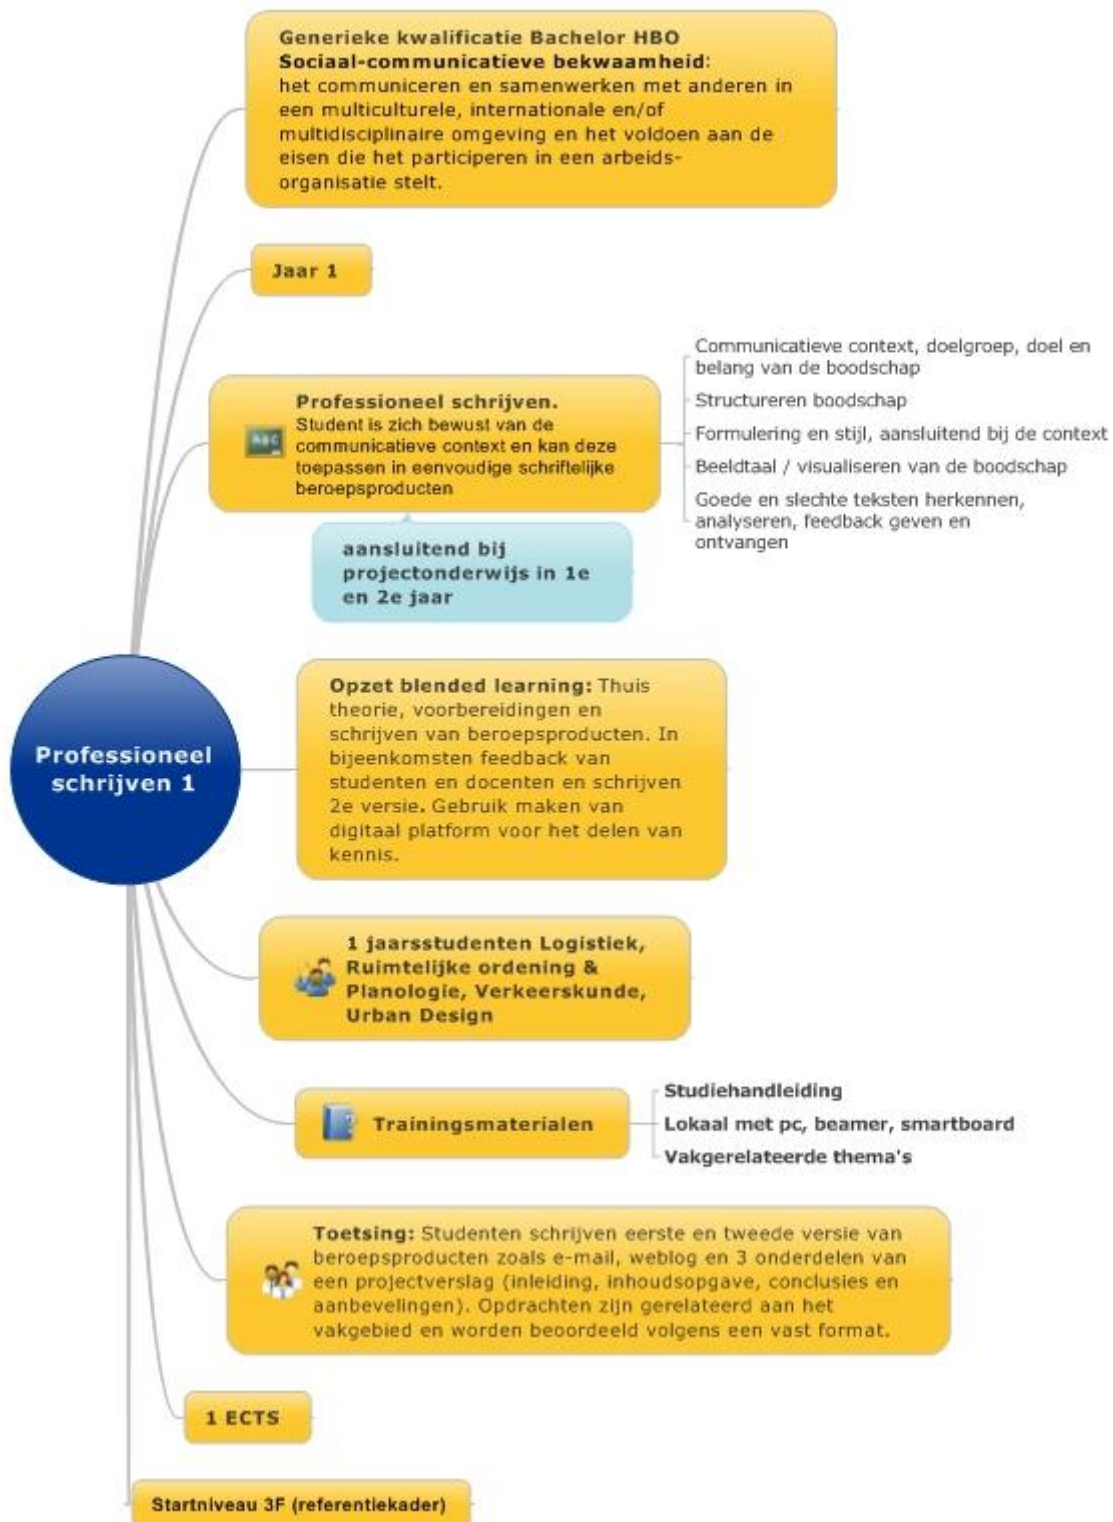 Generieke kwalificatie Bachelor HBO
Sociaal-communicatieve bekwaamheid:
het communiceren en samenwerken met anderen in
een multiculturele, internationale en/of
multidisciplinaire omgeving en het voldoen aan de
eisen die het participeren in een arbeids-
organisatie stelt.
Jaar 1
ABC
Professioneel schrijven.
Student is zich bewust van de
communicatieve context en kan deze
toepassen in eenvoudige schriftelijke
beroepsproducten
Communicatieve context, doelgroep, doel en
belang van de boodschap
Structureren boodschap
Formulering en stijl, aansluitend bij de context
Beeldtaal / visualiseren van de boodschap
Goede en slechte teksten herkennen,
analyseren, feedback geven en
ontvangen
aansluitend bij
projectonderwijs in 1e
en 2e jaar
Professioneel
schrijven 1
Opzet blended learning: Thuis
theorie, voorbereidingen en
schrijven van beroepsproducten. In
bijeenkomsten feedback van
studenten en docenten en schrijven
2e versie. Gebruik maken van
digitaal platform voor het delen van
kennis.
1 jaarsstudenten Logistiek,
Ruimtelijke ordening &
Planologie, Verkeerskunde,
Urban Design
Trainingsmaterialen
Studiehandleiding
Lokaal met pc, beamer, smartboard
Vakgerelateerde thema's
Toetsing: Studenten schrijven eerste en tweede versie van
beroepsproducten zoals e-mail, weblog en 3 onderdelen van
een projectverslag (inleiding, inhoudsopgave, conclusies en
aanbevelingen). Opdrachten zijn gerelateerd aan het
vakgebied en worden beoordeeld volgens een vast format.
1 ECTS
Startniveau 3F (referentiekader)